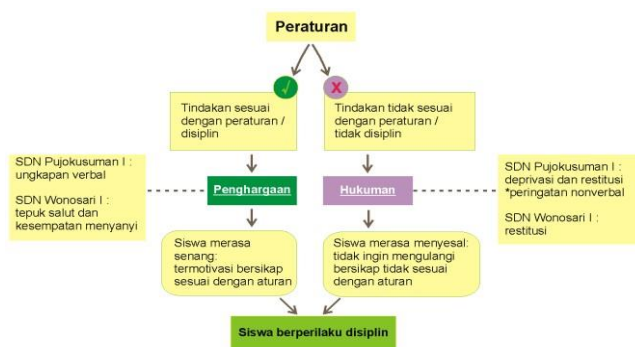 Peraturan
√
X
Tindakan sesuai
dengan peraturan /
disiplin
Tindakan tidak sesuai
dengan peraturan /
tidak disiplin
SDN Pujokusuman I :
ungkapan verbal
SDN Wonosari I :
tepuk salut dan
kesempatan menyanyi
Penghargaan
Hukuman
SDN Pujokusuman I :
deprivasi dan restitusi
*peringatan nonverbal
SDN Wonosari I :
restitusi
Siswa merasa
senang:
termotivasi bersikap
sesuai dengan aturan
Siswa merasa menyesal:
tidak ingin mengulangi
bersikap tidak sesuai
dengan aturan
Siswa berperilaku disiplin